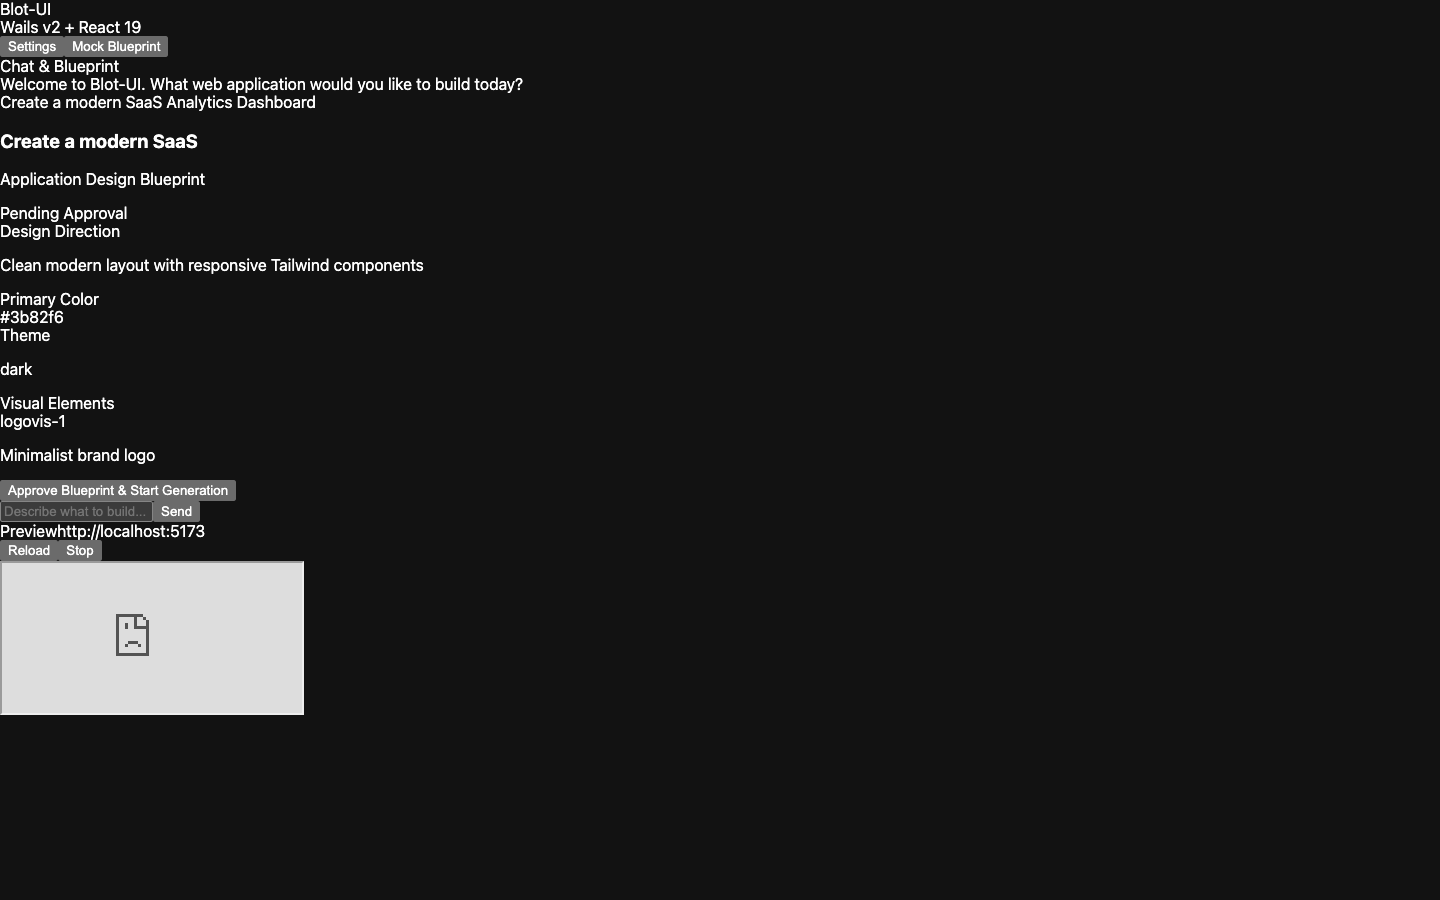 Blot-UI
Wails v2 + React 19
Settings Mock Blueprint
Chat & Blueprint
Welcome to Blot-UI. What web application would you like to build today?
Create a modern SaaS Analytics Dashboard
Create a modern SaaS
Application Design Blueprint
Pending Approval
Design Direction
Clean modern layout with responsive Tailwind components
Primary Color
#3b82f6
Theme
dark
Visual Elements
logovis-1
Minimalist brand logo
Approve Blueprint & Start Generation
Describe what to build... Send
Previewhttp://localhost:5173
Reload Stop